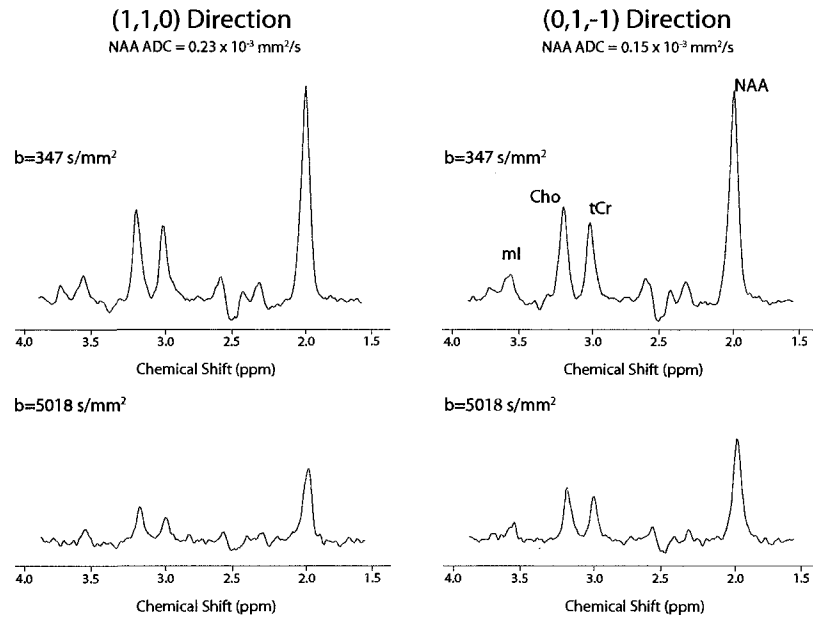 (1,1,0) Direction
NAA ADC = 0.23 x 10⁻³ mm²/s
b=347 s/mm²
4.0 3.5 3.0 2.5 2.0 1.5
Chemical Shift (ppm)
b=5018 s/mm²
4.0 3.5 3.0 2.5 2.0 1.5
Chemical Shift (ppm)
(0,1,-1) Direction
NAA ADC = 0.15 x 10⁻³ mm²/s
NAA
b=347 s/mm²
Cho
tCr
mI
4.0 3.5 3.0 2.5 2.0 1.5
Chemical Shift (ppm)
b=5018 s/mm²
4.0 3.5 3.0 2.5 2.0 1.5
Chemical Shift (ppm)